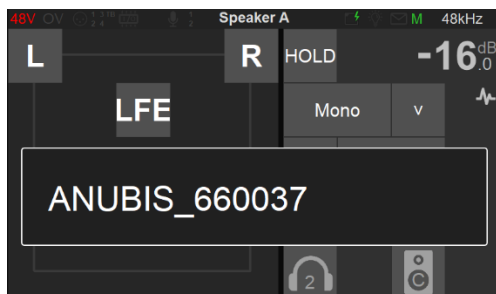 48V OV Speaker A M 48kHz
L R HOLD -16.0 dB
LFE Mono v
ANUBIS_660037
2 C